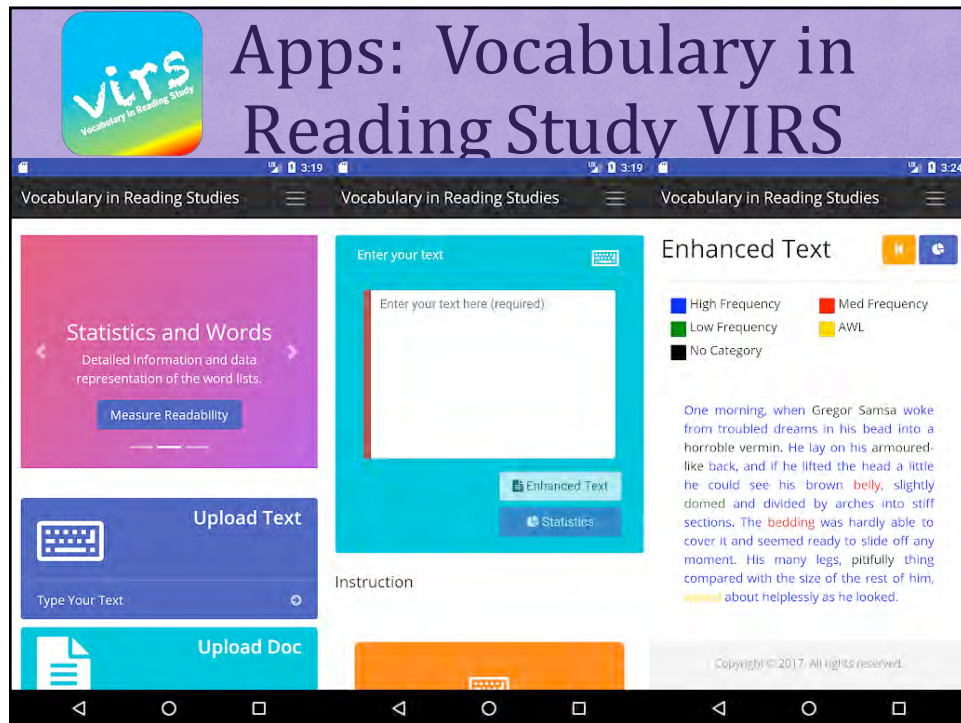 virs
Vocabulary in Reading Study
Apps: Vocabulary in
Reading Study VIRS
3:19
Vocabulary in Reading Studies
Statistics and Words
Detailed information and data
representation of the word lists.
Measure Readability
Upload Text
Type Your Text
Upload Doc
3:19
Vocabulary in Reading Studies
Enter your text
Enter your text here (required)
Enhanced Text
Statistics
Instruction
3:24
Vocabulary in Reading Studies
Enhanced Text
High Frequency
Med Frequency
Low Frequency
AWL
No Category
One morning, when Gregor Samsa woke
from troubled dreams in his bead into a
horroble vermin. He lay on his armoured-
like back, and if he lifted the head a little
he could see his brown belly, slightly
domed and divided by arches into stiff
sections. The bedding was hardly able to
cover it and seemed ready to slide off any
moment. His many legs, pitifully thing
compared with the size of the rest of him,
about helplessly as he looked.
Copyright © 2017. All rights reserved.